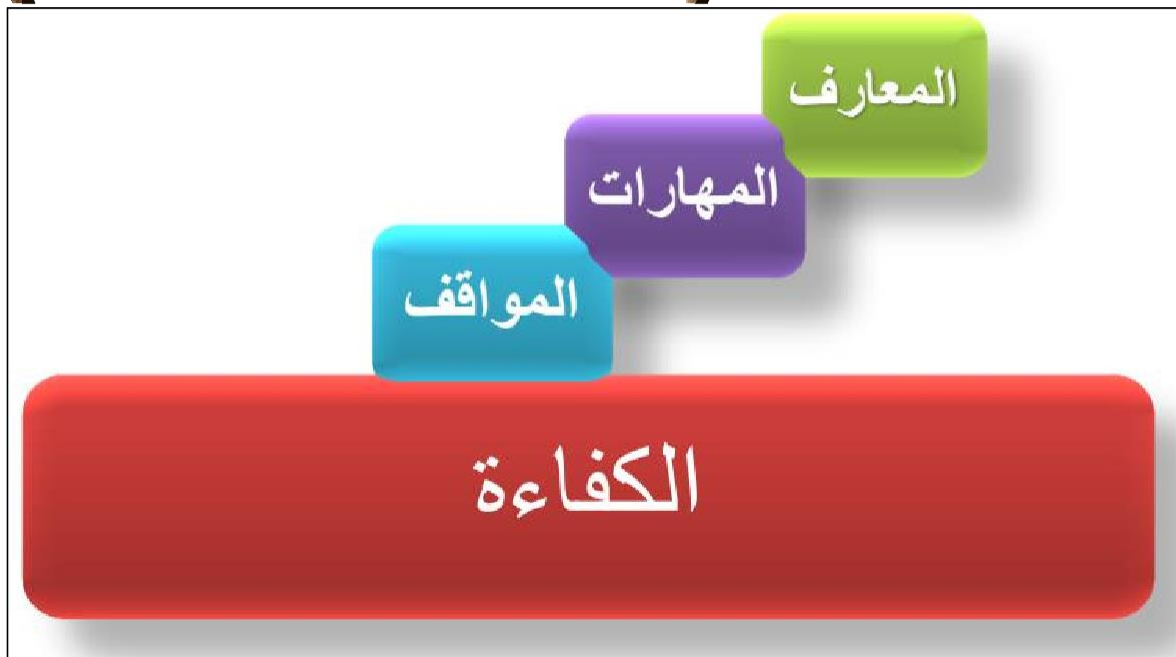 المعارف
المهارات
المواقف
الكفاءة